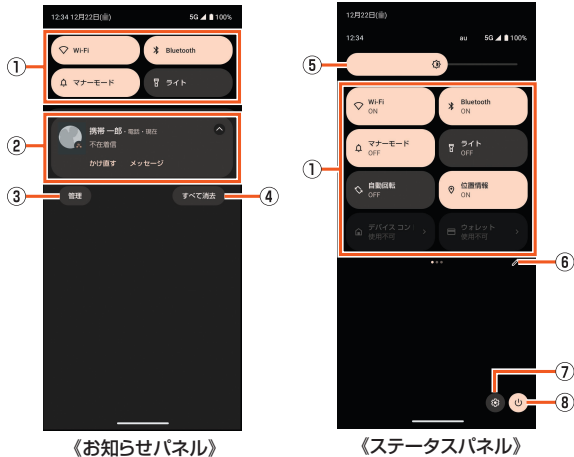 12:34 12月22日(金) 5G 100%
① Wi-Fi Bluetooth
マナーモード ライト
② 携帯 一郎・電話・現在
不在着信
かけ直す メッセージ
③ 管理 すべて消去 ④
《お知らせパネル》
12月22日(金)
12:34 au 5G 100%
⑤
① Wi-Fi ON Bluetooth ON
マナーモード OFF ライト OFF
自動回転 OFF 位置情報 ON
デバイス コン 使用不可 ウォレット 使用不可
⑥
⑦
⑧
《ステータスパネル》